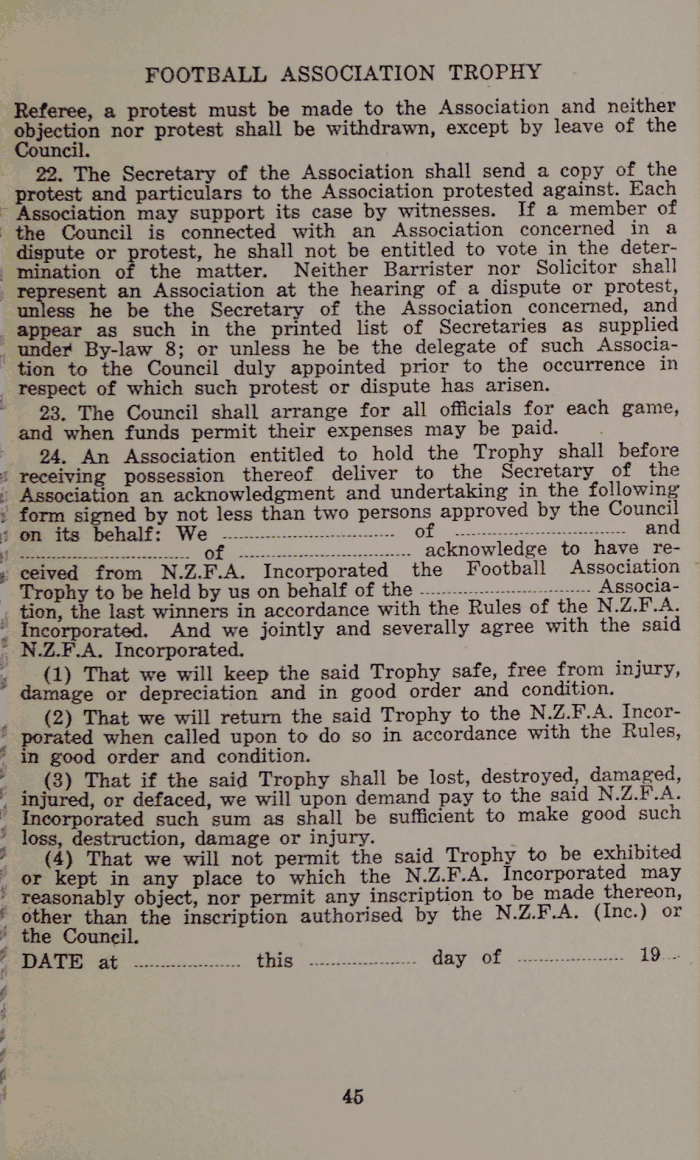 FOOTBALL ASSOCIATION TROPHY
Referee, a protest must be made to the Association and neither
objection nor protest shall be withdrawn, except by leave of the
Council.
22. The Secretary of the Association shall send a copy of the
protest and particulars to the Association protested against. Each
Association may support its case by witnesses. If a member of
the Council is connected with an Association concerned in a
dispute or protest, he shall not be entitled to vote in the deter-
mination of the matter. Neither Barrister nor Solicitor shall
represent an Association at the hearing of a dispute or protest,
unless he be the Secretary of the Association concerned, and
appear as such in the printed list of Secretaries as supplied
under By-law 8; or unless he be the delegate of such Associa-
tion to the Council duly appointed prior to the occurrence in
respect of which such protest or dispute has arisen.
23. The Council shall arrange for all officials for each game,
and when funds permit their expenses may be paid.
24. An Association entitled to hold the Trophy shall before
receiving possession thereof deliver to the Secretary of the
Association an acknowledgment and undertaking in the following
form signed by not less than two persons approved by the Council
on its behalf: We .............................. of .............................. and
.............................. of .............................. acknowledge to have re-
ceived from N.Z.F.A. Incorporated the Football Association
Trophy to be held by us on behalf of the .............................. Associa-
tion, the last winners in accordance with the Rules of the N.Z.F.A.
Incorporated. And we jointly and severally agree with the said
N.Z.F.A. Incorporated.
(1) That we will keep the said Trophy safe, free from injury,
damage or depreciation and in good order and condition.
(2) That we will return the said Trophy to the N.Z.F.A. Incor-
porated when called upon to do so in accordance with the Rules,
in good order and condition.
(3) That if the said Trophy shall be lost, destroyed, damaged,
injured, or defaced, we will upon demand pay to the said N.Z.F.A.
Incorporated such sum as shall be sufficient to make good such
loss, destruction, damage or injury.
(4) That we will not permit the said Trophy to be exhibited
or kept in any place to which the N.Z.F.A. Incorporated may
reasonably object, nor permit any inscription to be made thereon,
other than the inscription authorised by the N.Z.F.A. (Inc.) or
the Council.
DATE at ................... this ................... day of ................... 19...
45